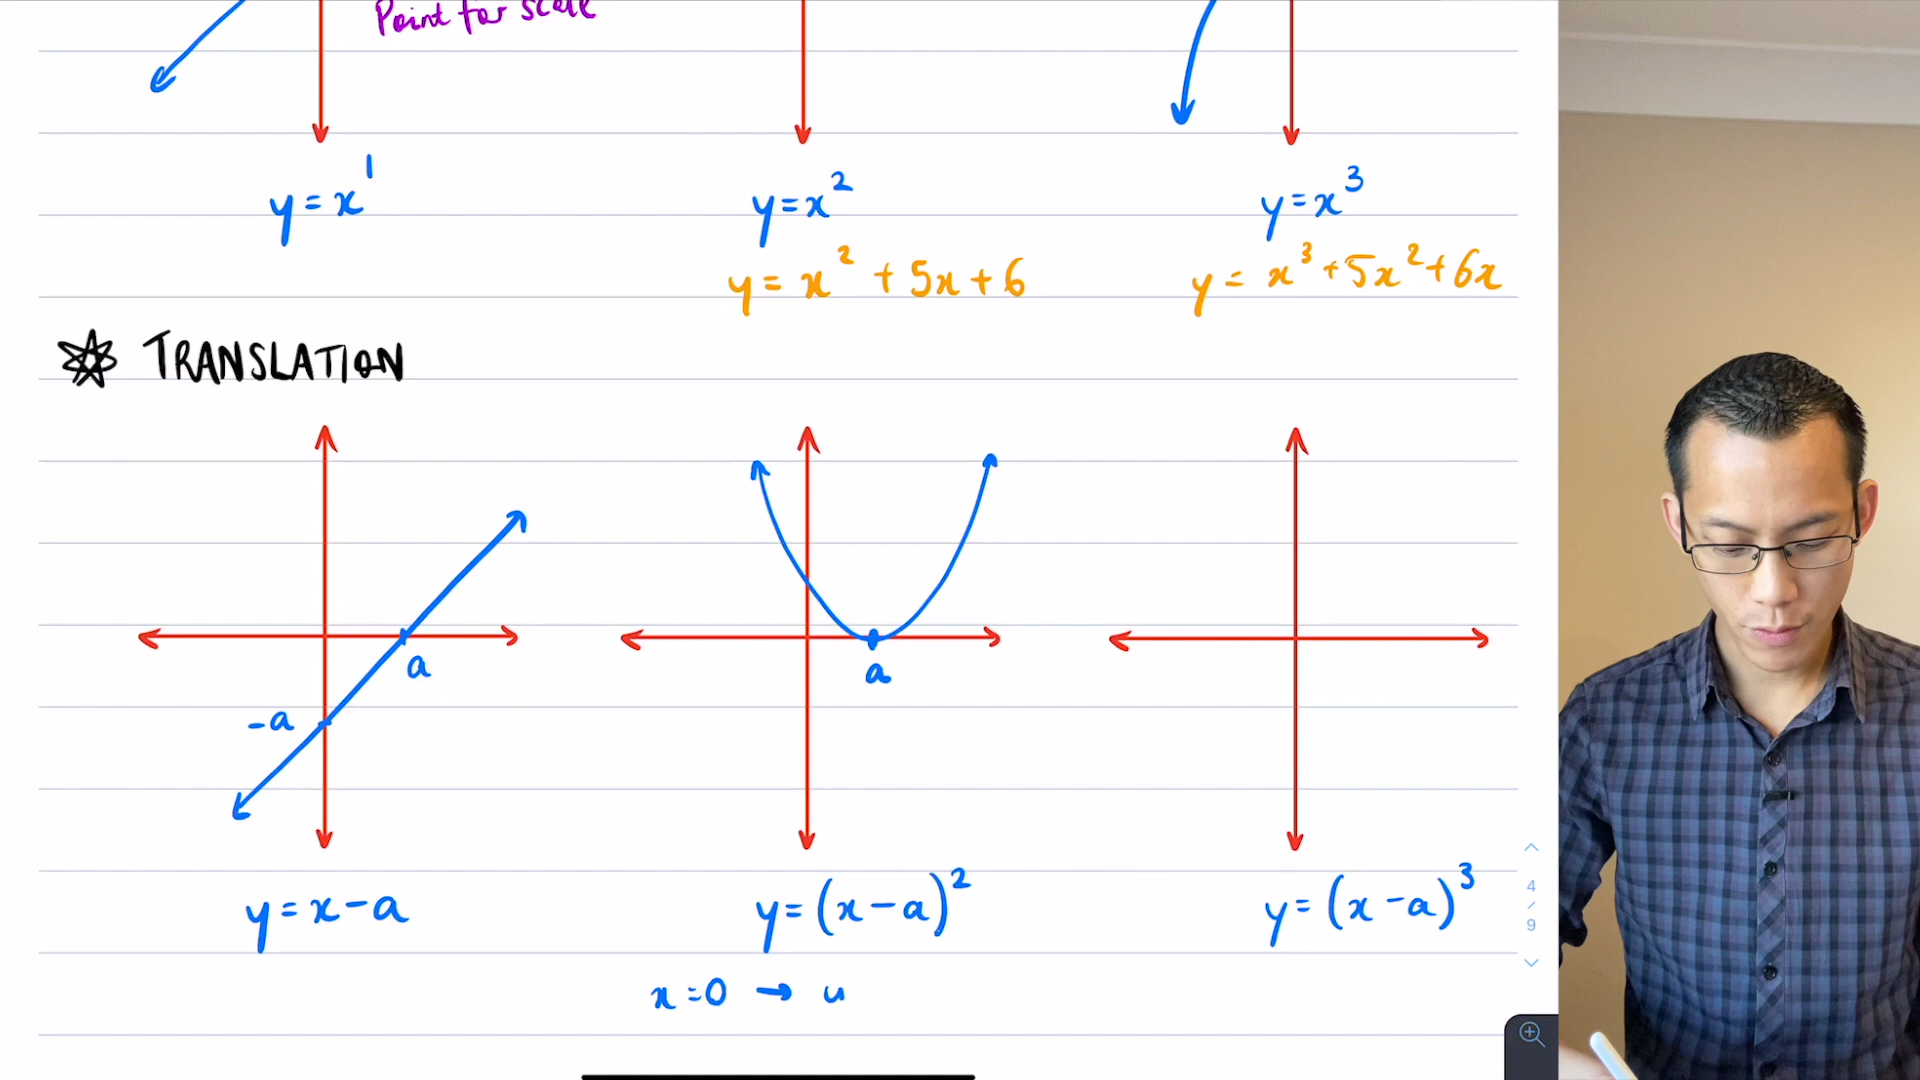 Point for scale
y = x¹
y = x²
y = x³
y = x² + 5x + 6
y = x³ + 5x² + 6x
TRANSLATION
a
-a
a
y = x - a
y = (x - a)²
y = (x - a)³
4
/
9
x = 0 →